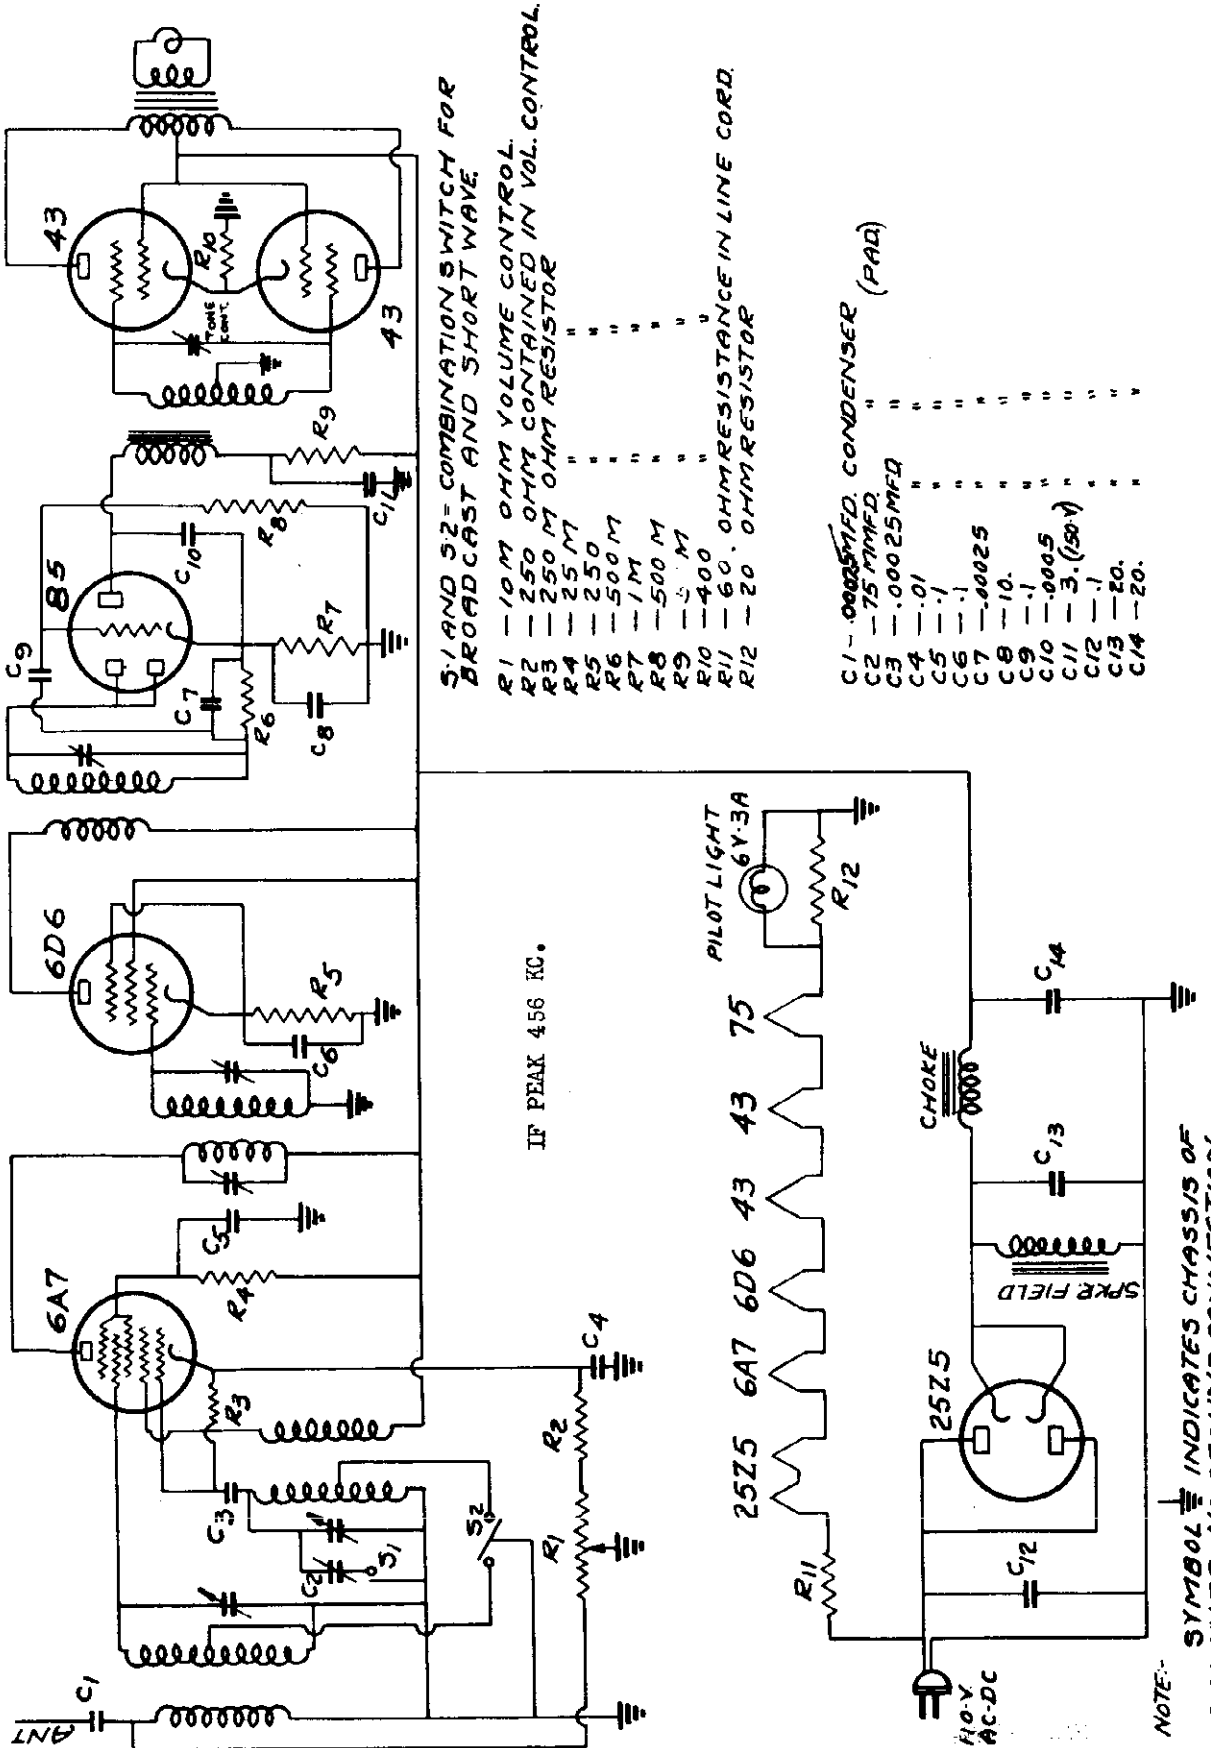 ANT
C1
6A7
C3
R3
C2
S1
S2
R4
C5
R1
R2
C4
6D6
C6
R5
85
C9
C7
R6
C8
R7
C10
R8
R9
43
43
TONE CONT.
R10
S-1 AND S-2 = COMBINATION SWITCH FOR
BROADCAST AND SHORT WAVE.
R1 — 10 M OHM VOLUME CONTROL.
R2 — 250 OHM CONTAINED IN VOL. CONTROL.
R3 — 250 M OHM RESISTOR
R4 — 25 M " "
R5 — 250 " "
R6 — 500 M " "
R7 — 1 M " "
R8 — 500 M " "
R9 — M " "
R10 — 400 "
R11 — 60. OHM RESISTANCE IN LINE CORD.
R12 — 20 OHM RESISTOR
C1 - MFD. CONDENSER
C2 — 75 MMFD. " (PAD)
C3 — .00025 MFD "
C4 — .01 " "
C5 — .1 " "
C6 — .1 " "
C7 — .00025 " "
C8 — 10. " "
C9 — .1 " "
C10 — .0005 " "
C11 — 3. (150 V) " "
C12 — .1 " "
C13 — 20. " "
C14 — 20. " "
IF PEAK 456 KC.
PILOT LIGHT
6V-3A
R12
25Z5 6A7 6D6 43 43 75
R11
110-V.
AC-DC
C12
25Z5
SPKR FIELD
C13
CHOKE
C14
NOTE:-
SYMBOL INDICATES CHASSIS OF